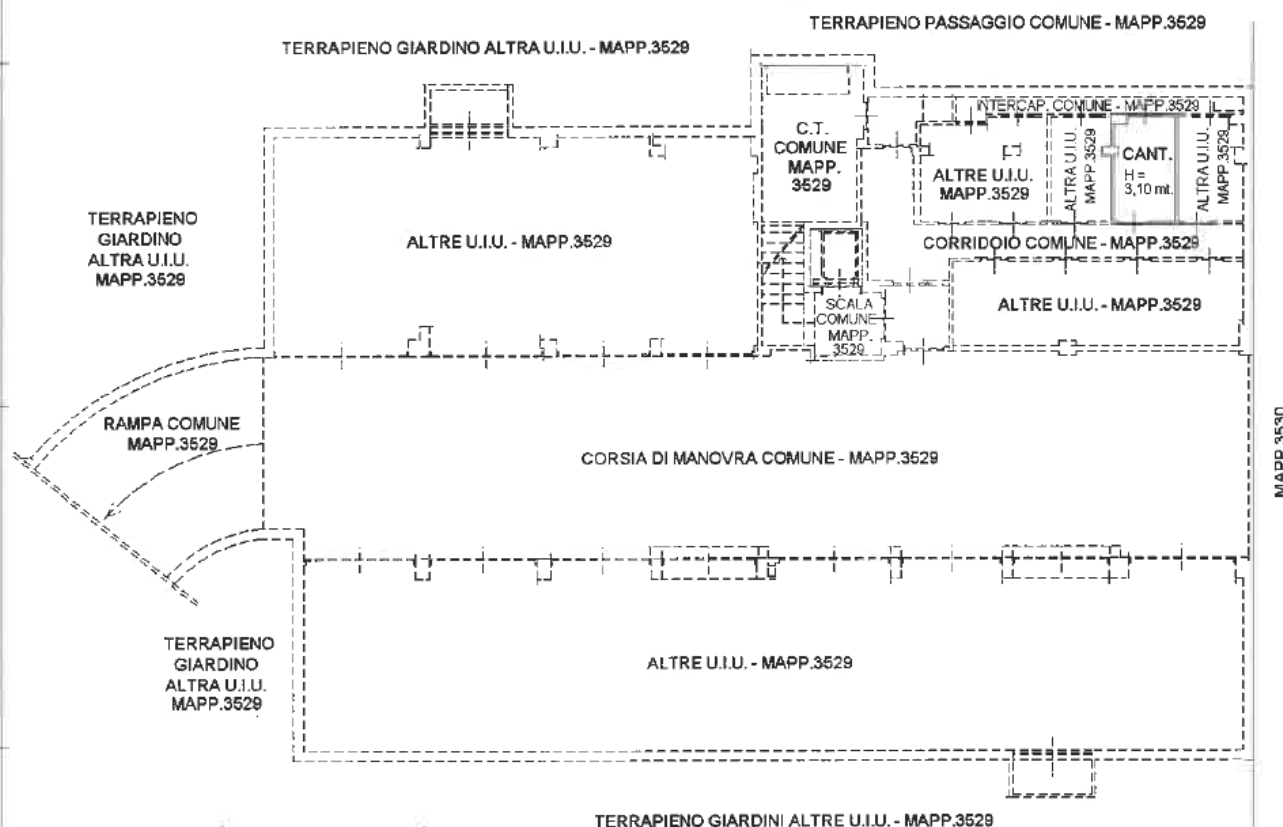 TERRAPIENO PASSAGGIO COMUNE - MAPP.3529
TERRAPIENO GIARDINO ALTRA U.I.U. - MAPP.3529
INTERCAP. COMUNE - MAPP.3529
C.T.
COMUNE
MAPP.
3529
ALTRE U.I.U.
MAPP.3529
ALTRA U.I.U.
MAPP.3529
CANT.
H =
3,10 mt.
ALTRA U.I.U.
MAPP.3529
TERRAPIENO
GIARDINO
ALTRA U.I.U.
MAPP.3529
ALTRE U.I.U. - MAPP.3529
CORRIDOIO COMUNE - MAPP.3529
SCALA
COMUNE
MAPP.
3529
ALTRE U.I.U. - MAPP.3529
RAMPA COMUNE
MAPP.3529
CORSIA DI MANOVRA COMUNE - MAPP.3529
MAPP.3530
TERRAPIENO
GIARDINO
ALTRA U.I.U.
MAPP.3529
ALTRE U.I.U. - MAPP.3529
TERRAPIENO GIARDINI ALTRE U.I.U. - MAPP.3529